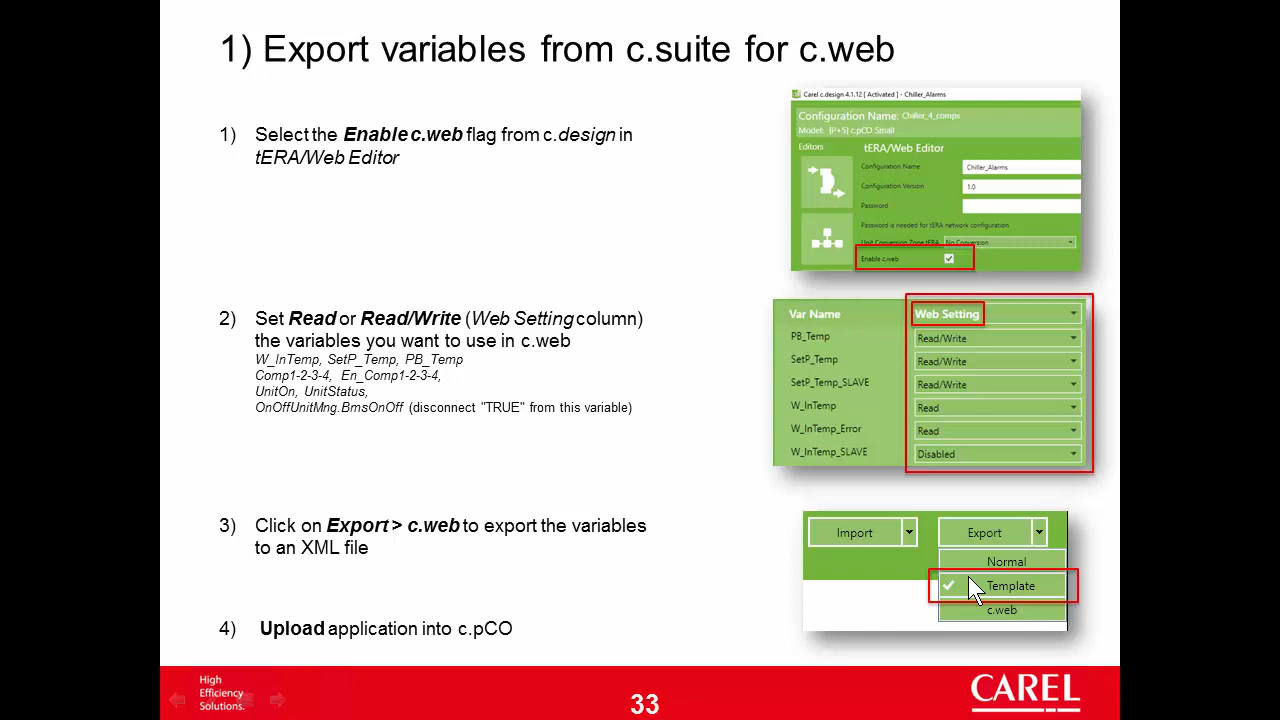 1) Export variables from c.suite for c.web
1) Select the Enable c.web flag from c.design in
tERA/Web Editor
Carel c.design 4.1.12 [ Activated ] - Chiller_Alarms
Configuration Name: Chiller_4_comps
Model: [P+5] c.pCO Small
Editors
tERA/Web Editor
Configuration Name Chiller_Alarms
Configuration Version 1.0
Password
Password is needed for tERA network configuration
Unit Conversion Zone tERA No Conversion
Enable c.web
2) Set Read or Read/Write (Web Setting column)
the variables you want to use in c.web
W_InTemp, SetP_Temp, PB_Temp
Comp1-2-3-4, En_Comp1-2-3-4,
UnitOn, UnitStatus,
OnOffUnitMng.BmsOnOff (disconnect "TRUE" from this variable)
Var Name Web Setting
PB_Temp Read/Write
SetP_Temp Read/Write
SetP_Temp_SLAVE Read/Write
W_InTemp Read
W_InTemp_Error Read
W_InTemp_SLAVE Disabled
3) Click on Export > c.web to export the variables
to an XML file
Import Export
Normal
Template
c.web
4) Upload application into c.pCO
High
Efficiency
Solutions.
33
CAREL